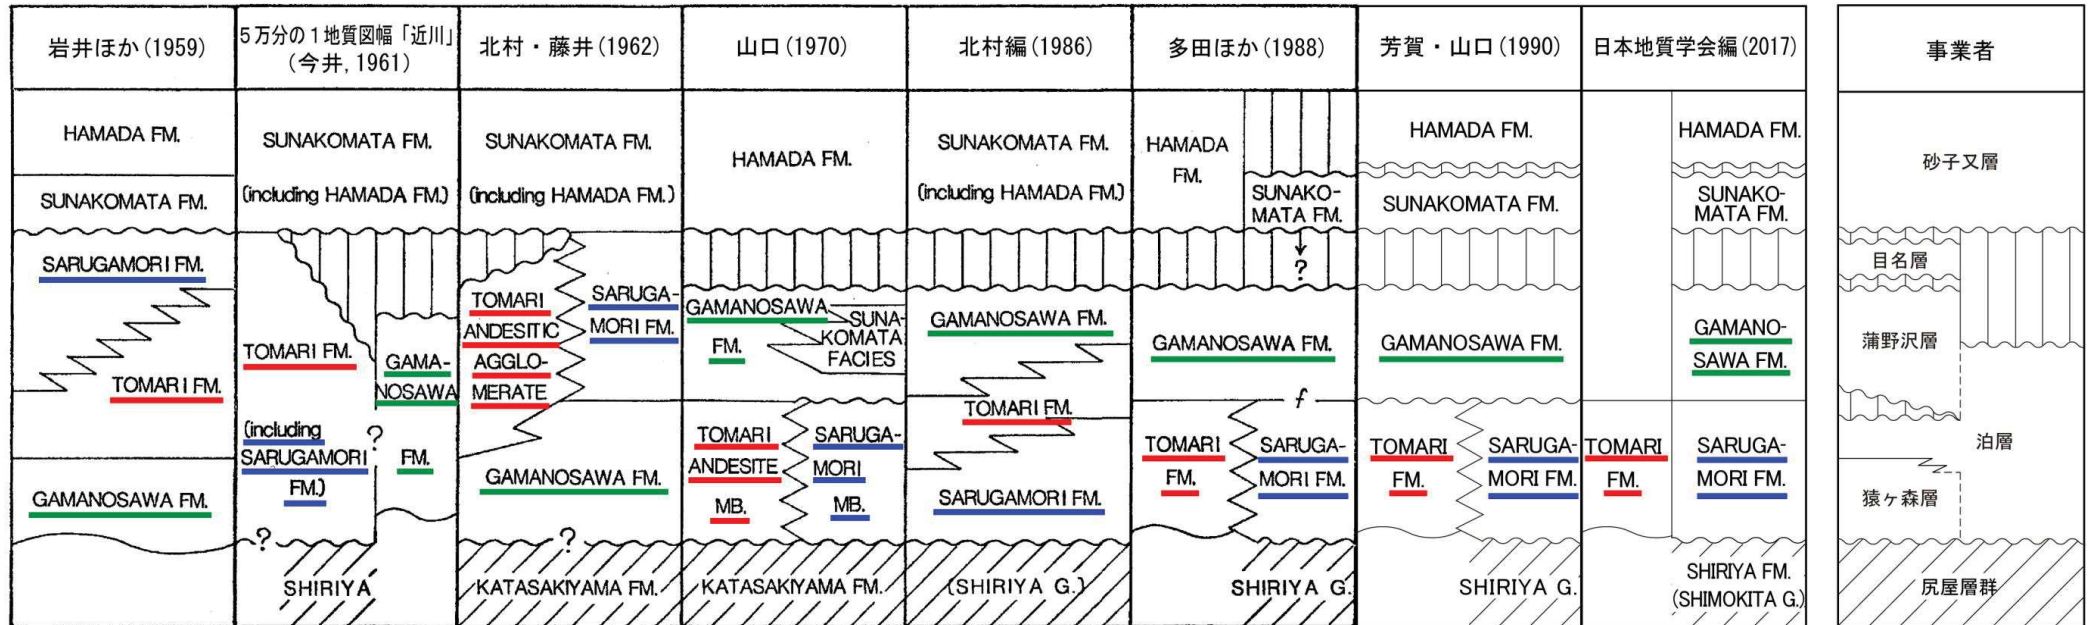 岩井ほか(1959)
HAMADA FM.
SUNAKOMATA FM.
SARUGAMORI FM.
TOMARI FM.
GAMANOSAWA FM.
5万分の1地質図幅「近川」
(今井, 1961)
SUNAKOMATA FM.
(including HAMADA FM.)
TOMARI FM.
(including
SARUGAMORI
FM.)
?
GAMA-
NOSAWA
FM.
?
SHIRIYA
北村・藤井(1962)
SUNAKOMATA FM.
(including HAMADA FM.)
TOMARI
ANDESITIC
AGGLO-
MERATE
SARUGA-
MORI FM.
GAMANOSAWA FM.
?
KATASAKIYAMA FM.
山口(1970)
HAMADA FM.
GAMANOSAWA
FM.
SUNA-
KOMATA
FACIES
TOMARI
ANDESITE
MB.
SARUGA-
MORI
MB.
KATASAKIYAMA FM.
北村編(1986)
SUNAKOMATA FM.
(including HAMADA FM.)
GAMANOSAWA FM.
TOMARI FM.
SARUGAMORI FM.
(SHIRIYA G.)
多田ほか(1988)
HAMADA
FM.
SUNAKO-
MATA FM.
?
GAMANOSAWA FM.
f
TOMARI
FM.
SARUGA-
MORI FM.
SHIRIYA G.
芳賀・山口(1990)
HAMADA FM.
SUNAKOMATA FM.
GAMANOSAWA FM.
TOMARI
FM.
SARUGA-
MORI FM.
SHIRIYA G.
日本地質学会編(2017)
HAMADA FM.
SUNAKO-
MATA FM.
GAMANO-
SAWA FM.
TOMARI
FM.
SARUGA-
MORI FM.
SHIRIYA FM.
(SHIMOKITA G.)
事業者
砂子又層
目名層
蒲野沢層
泊層
猿ヶ森層
尻屋層群